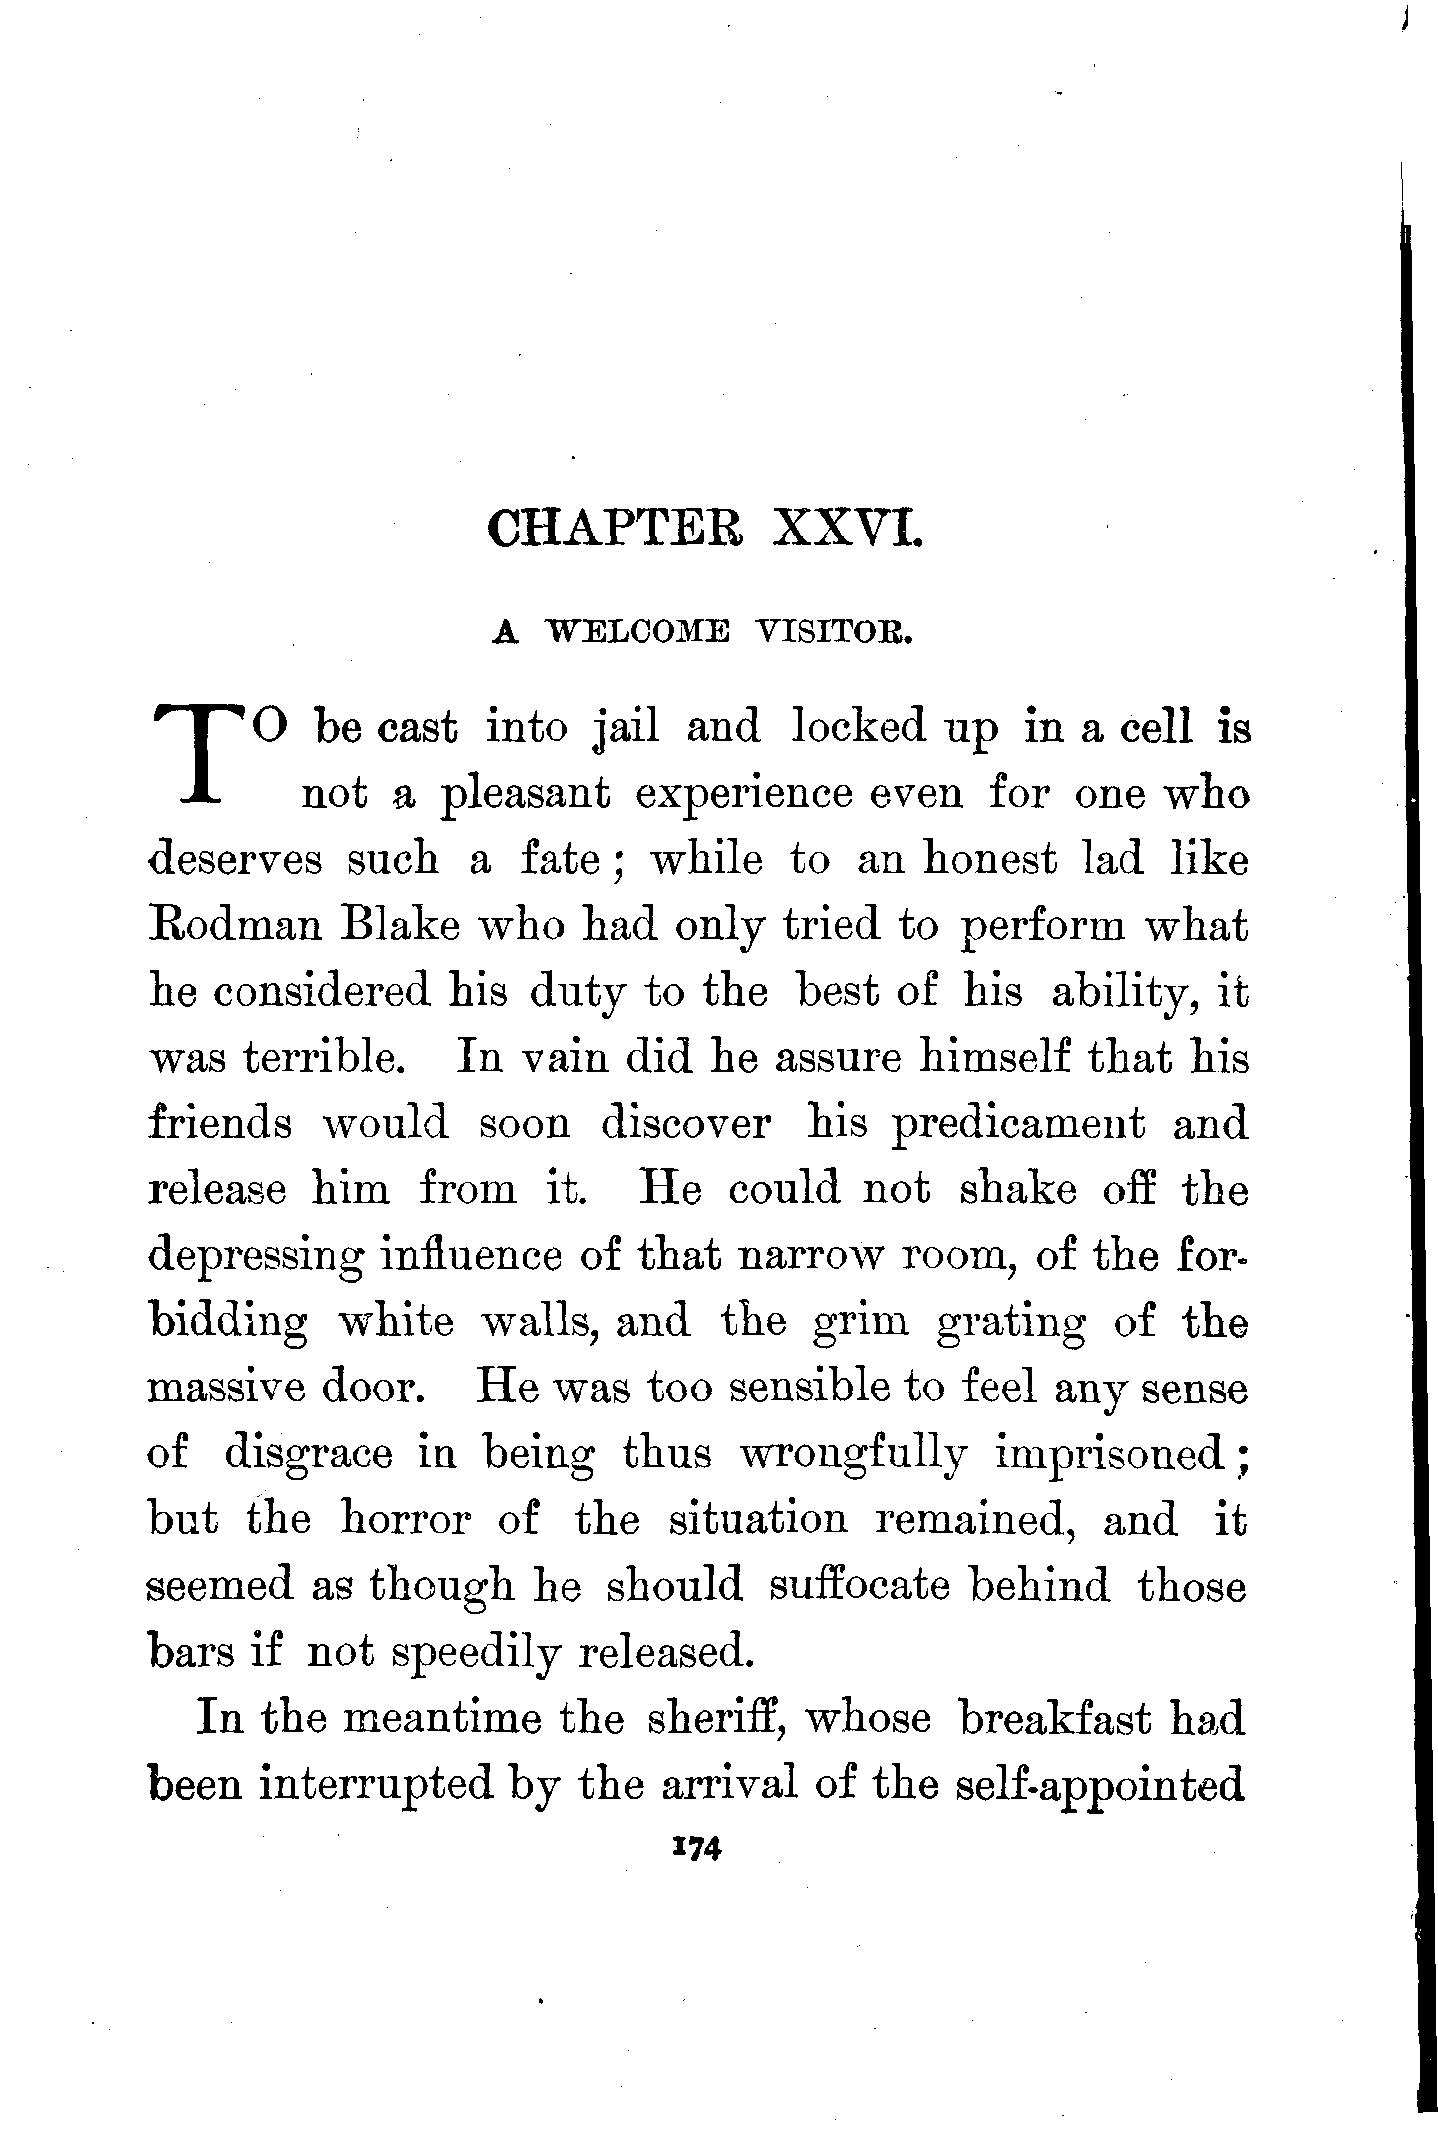 CHAPTER XXVI.
A WELCOME VISITOR.
TO be cast into jail and locked up in a cell is
not a pleasant experience even for one who
deserves such a fate ; while to an honest lad like
Rodman Blake who had only tried to perform what
he considered his duty to the best of his ability, it
was terrible. In vain did he assure himself that his
friends would soon discover his predicament and
release him from it. He could not shake off the
depressing influence of that narrow room, of the for-
bidding white walls, and the grim grating of the
massive door. He was too sensible to feel any sense
of disgrace in being thus wrongfully imprisoned ;
but the horror of the situation remained, and it
seemed as though he should suffocate behind those
bars if not speedily released.
In the meantime the sheriff, whose breakfast had
been interrupted by the arrival of the self-appointed
174